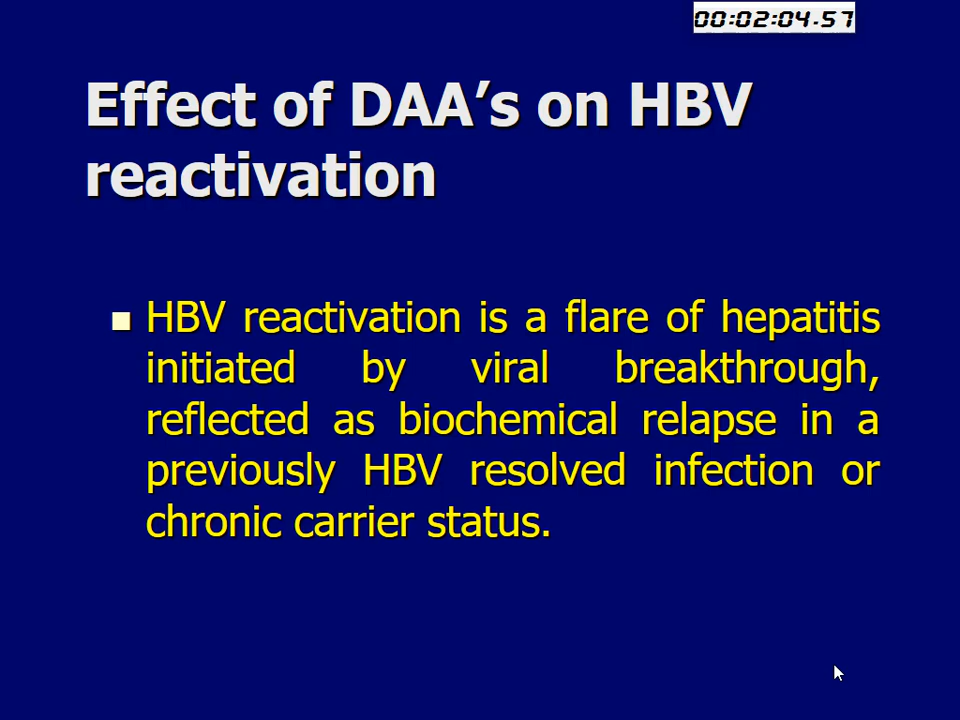 00:02:04.57
Effect of DAA’s on HBV
reactivation
HBV reactivation is a flare of hepatitis
initiated by viral breakthrough,
reflected as biochemical relapse in a
previously HBV resolved infection or
chronic carrier status.